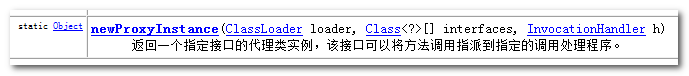 static Object newProxyInstance(ClassLoader loader, Class<?>[] interfaces, InvocationHandler h)
返回一个指定接口的代理类实例，该接口可以将方法调用指派到指定的调用处理程序。